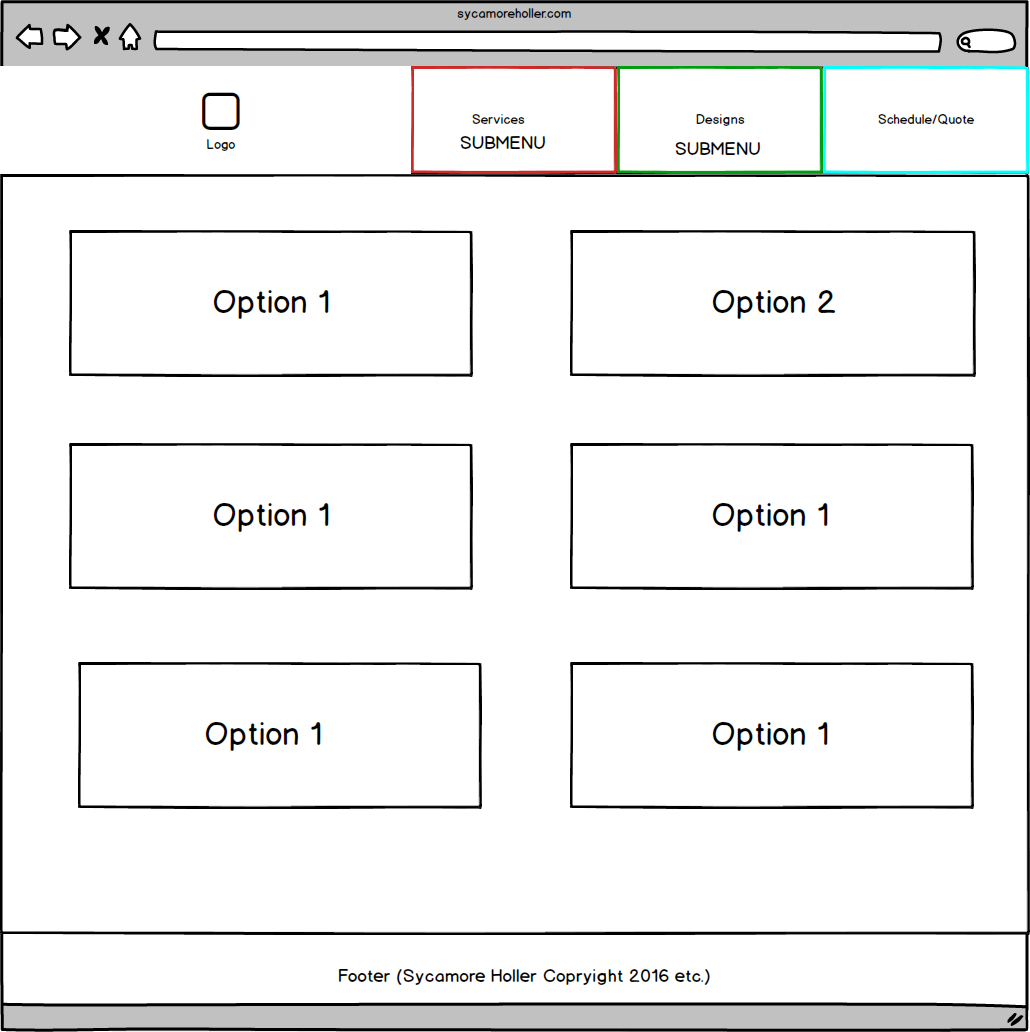 sycamoreholler.com
Logo
Services
SUBMENU
Designs
SUBMENU
Schedule/Quote
Option 1
Option 2
Option 1
Option 1
Option 1
Option 1
Footer (Sycamore Holler Copryight 2016 etc.)